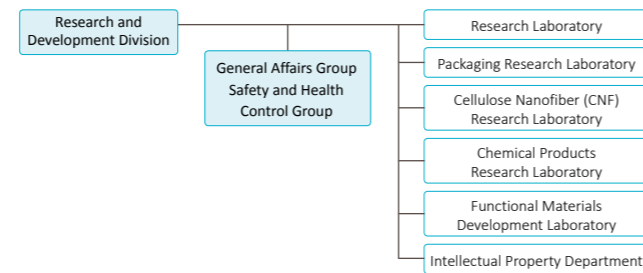 Research and
Development Division
General Affairs Group
Safety and Health
Control Group
Research Laboratory
Packaging Research Laboratory
Cellulose Nanofiber (CNF)
Research Laboratory
Chemical Products
Research Laboratory
Functional Materials
Development Laboratory
Intellectual Property Department